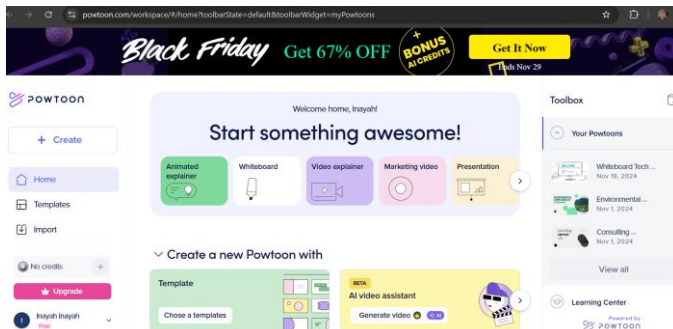 powtoon.com/workspace/#/home?toolbarState=default&toolbarWidget=myPowtoons
Black Friday Get 67% OFF
+
BONUS
AI CREDITS
Get It Now
Ends Nov 29
POWTOON
+ Create
Home
Templates
Import
No credits +
Upgrade
I
Inayah Inayah
Free
Welcome home, Inayah!
Start something awesome!
Animated
explainer
Whiteboard
Video explainer
Marketing video
Presentation
Create a new Powtoon with
Template
Chose a templates
BETA
AI video assistant
Generate video
AI
Toolbox
Your Powtoons
Whiteboard Tech ...
Nov 18, 2024
Environmental ...
Nov 1, 2024
Consulting ...
Nov 1, 2024
View all
Learning Center
Powered by
POWTOON